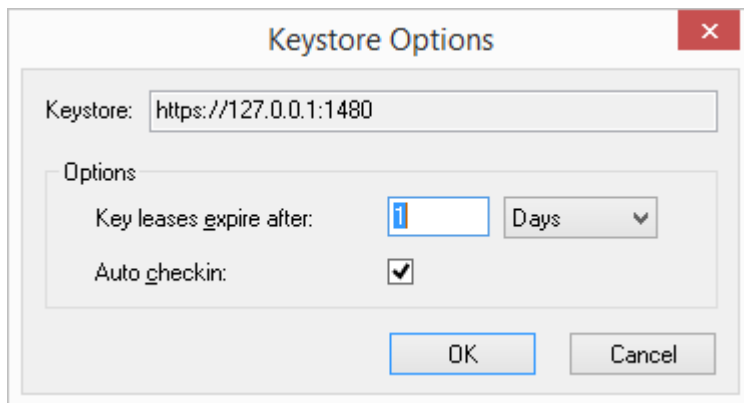 Keystore Options
Keystore: https://127.0.0.1:1480
Options
Key leases expire after: 1 Days
Auto checkin:
OK Cancel